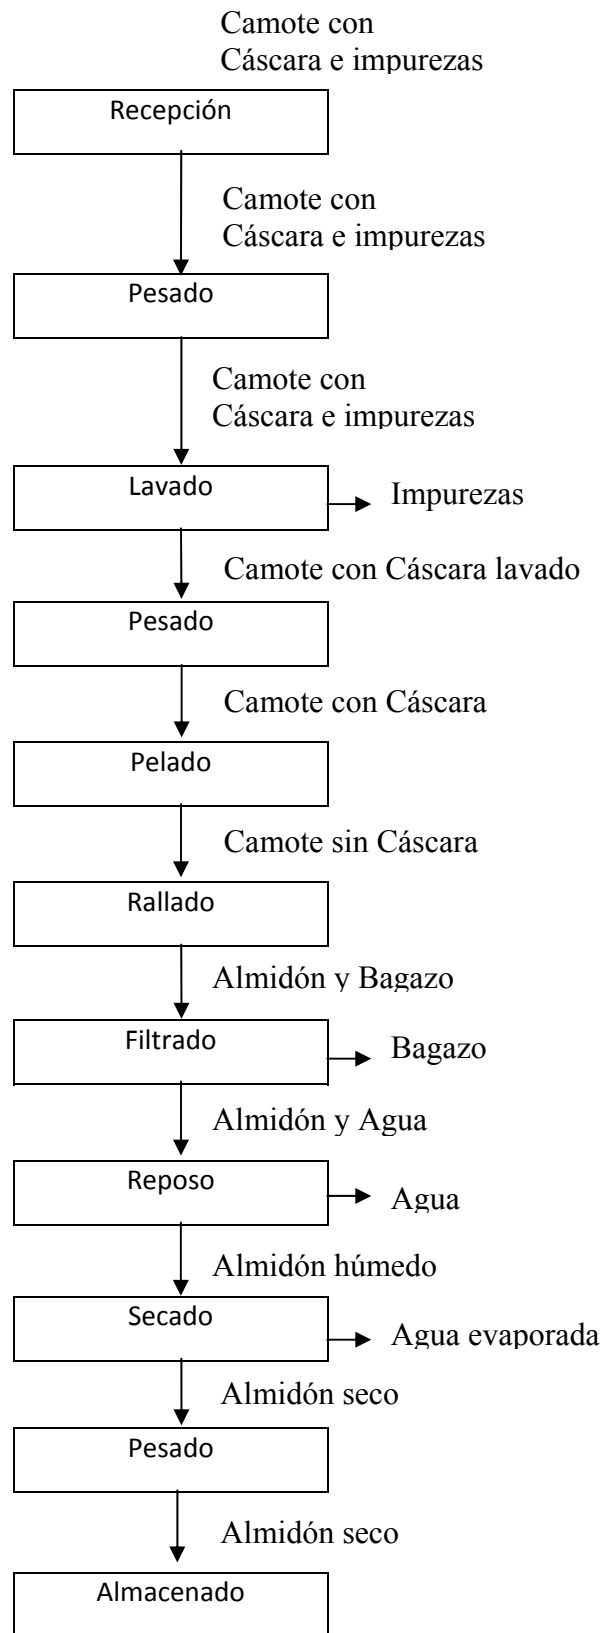 Camote con
Cáscara e impurezas
Recepción
Camote con
Cáscara e impurezas
Pesado
Camote con
Cáscara e impurezas
Lavado
Impurezas
Camote con Cáscara lavado
Pesado
Camote con Cáscara
Pelado
Camote sin Cáscara
Rallado
Almidón y Bagazo
Filtrado
Bagazo
Almidón y Agua
Reposo
Agua
Almidón húmedo
Secado
Agua evaporada
Almidón seco
Pesado
Almidón seco
Almacenado